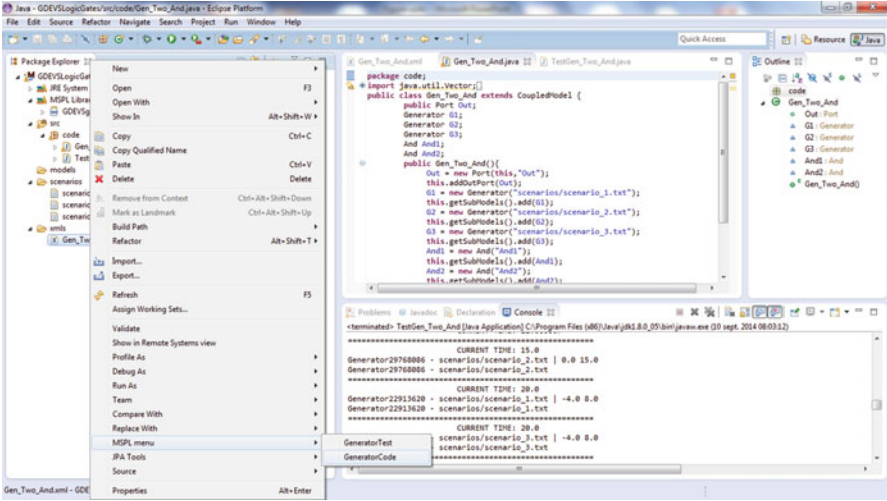 Java - GDEVSLogicGates/src/code/Gen_Two_And.java - Eclipse Platform
File Edit Source Refactor Navigate Search Project Run Window Help
Quick Access
Resource
Java
Package Explorer
GDEVSLogicGat
JRE System
MSPL Librar
GDEVSg
src
code
Gen_
Test
models
scenarios
scenaric
scenaric
scenaric
xmls
Gen_Tw
New
Open F3
Open With
Show In Alt+Shift+W
Copy Ctrl+C
Copy Qualified Name
Paste Ctrl+V
Delete Delete
Remove from Context Ctrl+Alt+Shift+Down
Mark as Landmark Ctrl+Alt+Shift+Up
Build Path
Refactor Alt+Shift+T
Import...
Export...
Refresh F5
Assign Working Sets...
Validate
Show in Remote Systems view
Profile As
Debug As
Run As
Team
Compare With
Replace With
MSPL menu
JPA Tools
Source
Properties Alt+Enter
GeneratorTest
GeneratorCode
Gen_Two_And.xml
Gen_Two_And.java
TestGen_Two_And.java
package code;
import java.util.Vector;
public class Gen_Two_And extends CoupledModel {
public Port Out;
Generator G1;
Generator G2;
Generator G3;
And And1;
And And2;
public Gen_Two_And(){
Out = new Port(this,"Out");
this.addOutPort(Out);
G1 = new Generator("scenarios/scenario_1.txt");
this.getSubModels().add(G1);
G2 = new Generator("scenarios/scenario_2.txt");
this.getSubModels().add(G2);
G3 = new Generator("scenarios/scenario_3.txt");
this.getSubModels().add(G3);
And1 = new And("And1");
this.getSubModels().add(And1);
And2 = new And("And2");
this.getSubModels().add(And2);
Outline
code
Gen_Two_And
Out : Port
G1 : Generator
G2 : Generator
G3 : Generator
And1 : And
And2 : And
Gen_Two_And()
Problems Javadoc Declaration Console
<terminated> TestGen_Two_And [Java Application] C:\Program Files (x86)\Java\jdk1.8.0_05\bin\javaw.exe (10 sept. 2014 08:03:12)
CURRENT TIME: 15.0
Generator29768086 - scenarios/scenario_2.txt | 0.0 15.0
Generator29768086 - scenarios/scenario_2.txt
CURRENT TIME: 20.0
Generator22913620 - scenarios/scenario_1.txt | -4.0 8.0
Generator22913620 - scenarios/scenario_1.txt
CURRENT TIME: 20.0
scenarios/scenario_3.txt | -4.0 8.0
scenarios/scenario_3.txt
Gen_Two_And.xml - GDE